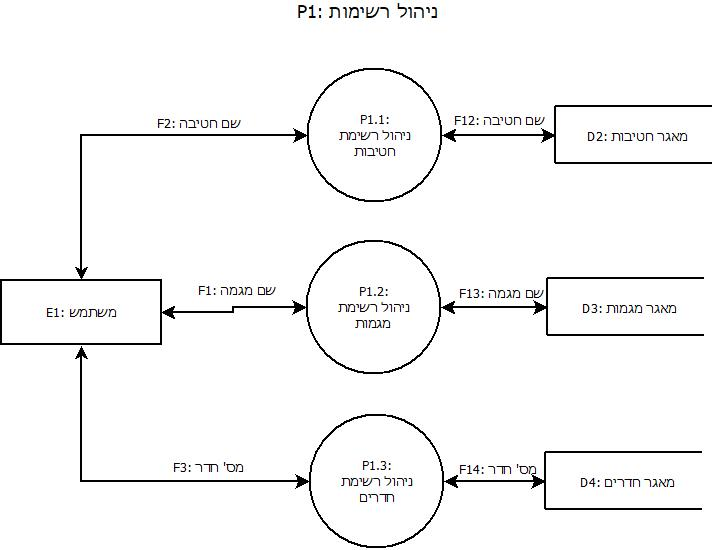 P1: ניהול רשימות
F2: שם חטיבה
P1.1:
ניהול רשימת
חטיבות
F12: שם חטיבה
D2: מאגר חטיבות
E1: משתמש
F1: שם מגמה
P1.2:
ניהול רשימת
מגמות
F13: שם מגמה
D3: מאגר מגמות
F3: מס' חדר
P1.3:
ניהול רשימת
חדרים
F14: מס' חדר
D4: מאגר חדרים